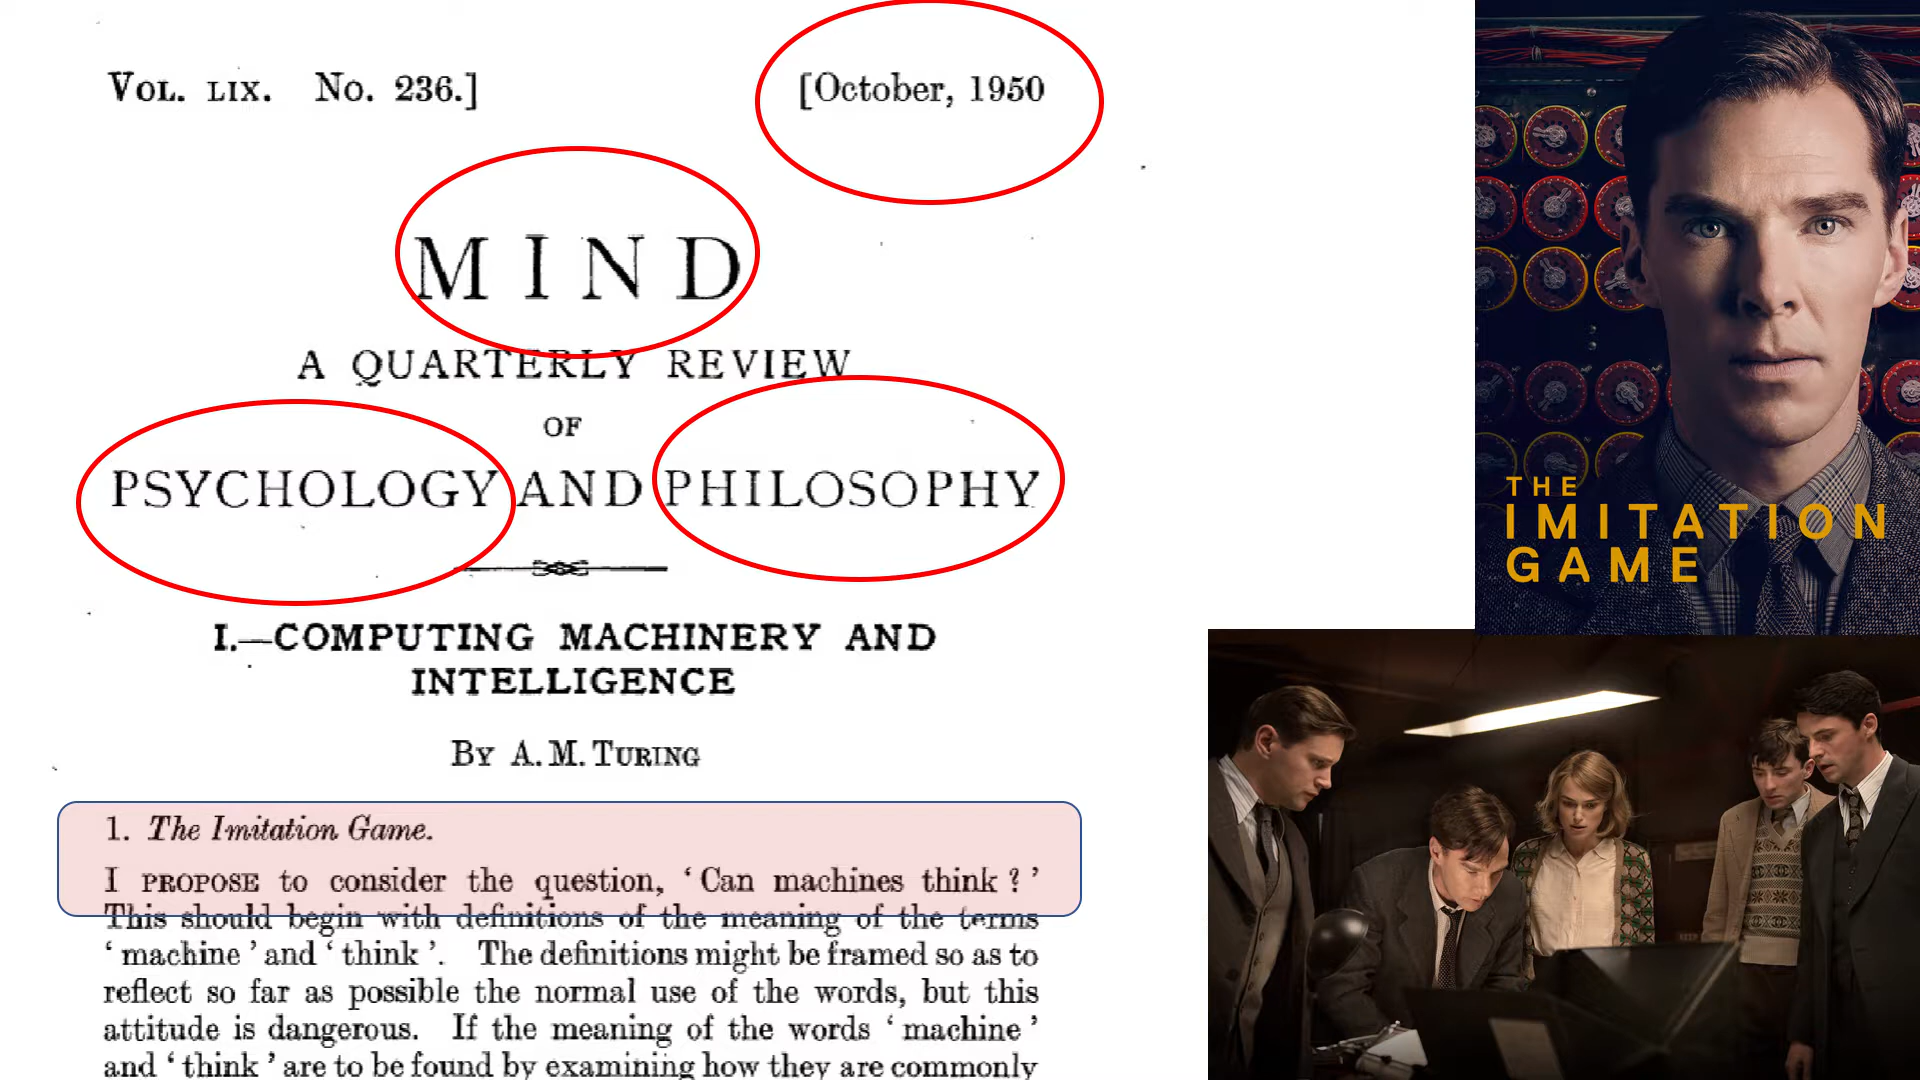 VOL. LIX. No. 236.]
[October, 1950
MIND
A QUARTERLY REVIEW
OF
PSYCHOLOGY AND PHILOSOPHY
I.—COMPUTING MACHINERY AND
INTELLIGENCE
BY A. M. TURING
1. The Imitation Game.
I PROPOSE to consider the question, ‘Can machines think?’
This should begin with definitions of the meaning of the terms
‘machine’ and ‘think’. The definitions might be framed so as to
reflect so far as possible the normal use of the words, but this
attitude is dangerous. If the meaning of the words ‘machine’
and ‘think’ are to be found by examining how they are commonly
THE
IMITATION
GAME